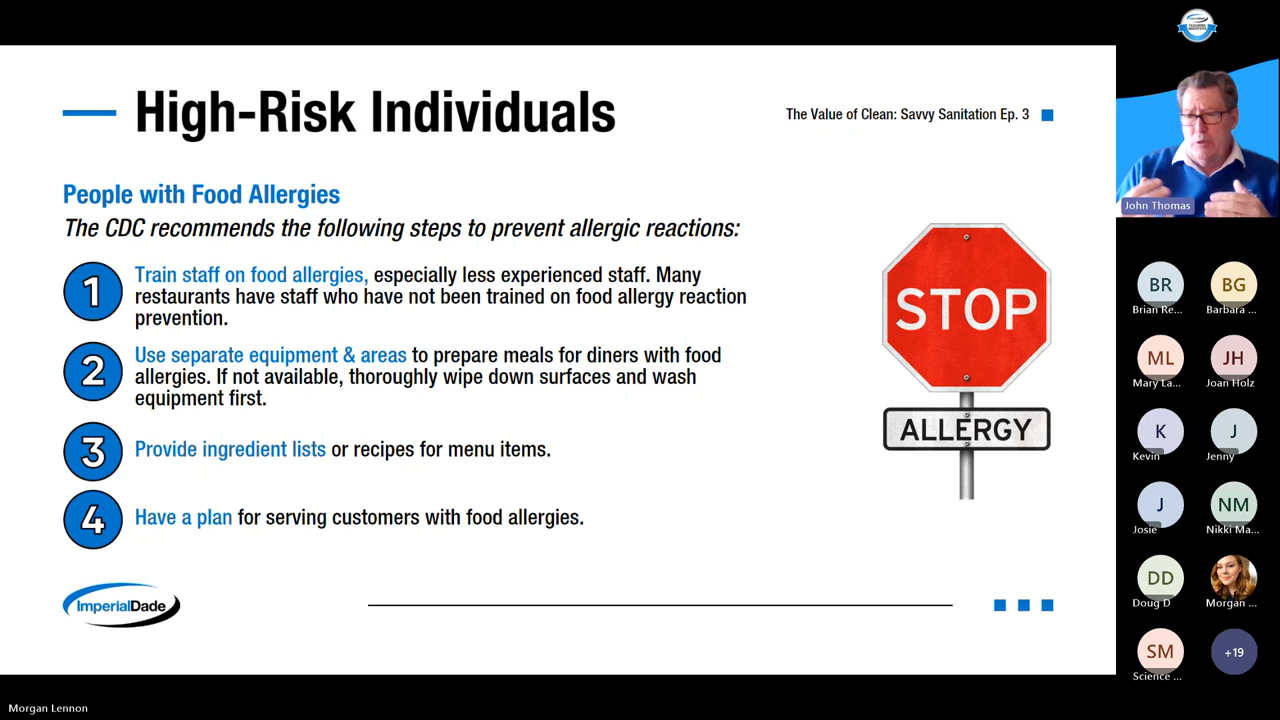 High-Risk Individuals
The Value of Clean: Savvy Sanitation Ep. 3
People with Food Allergies
The CDC recommends the following steps to prevent allergic reactions:
1
Train staff on food allergies, especially less experienced staff. Many
restaurants have staff who have not been trained on food allergy reaction
prevention.
2
Use separate equipment & areas to prepare meals for diners with food
allergies. If not available, thoroughly wipe down surfaces and wash
equipment first.
3
Provide ingredient lists or recipes for menu items.
4
Have a plan for serving customers with food allergies.
STOP
ALLERGY
ImperialDade
John Thomas
BR
Brian Re...
BG
Barbara ...
ML
Mary La...
JH
Joan Holz
K
Kevin
J
Jenny
J
Josie
NM
Nikki Ma...
DD
Doug D
Morgan ...
SM
Science ...
+19
Morgan Lennon